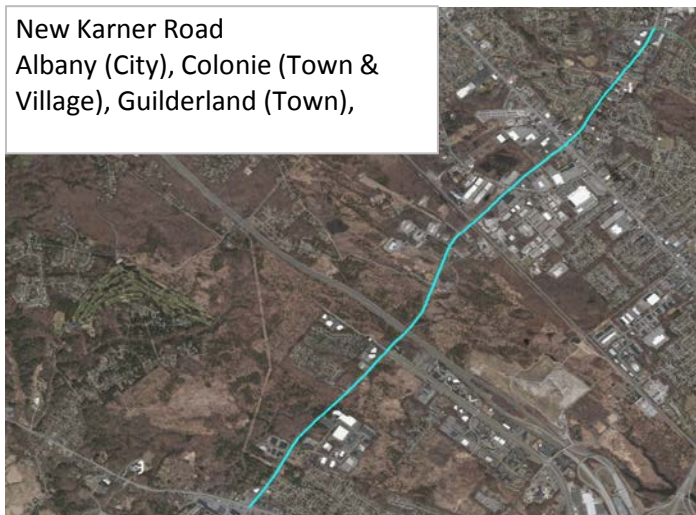 New Karner Road
Albany (City), Colonie (Town &
Village), Guilderland (Town),